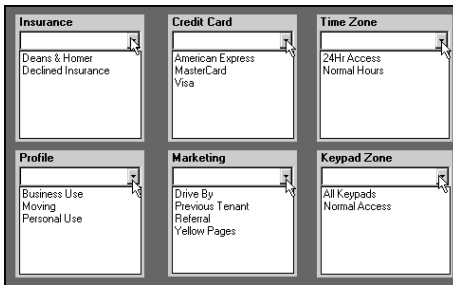 Insurance
Deans & Homer
Declined Insurance
Credit Card
American Express
MasterCard
Visa
Time Zone
24Hr Access
Normal Hours
Profile
Business Use
Moving
Personal Use
Marketing
Drive By
Previous Tenant
Referral
Yellow Pages
Keypad Zone
All Keypads
Normal Access